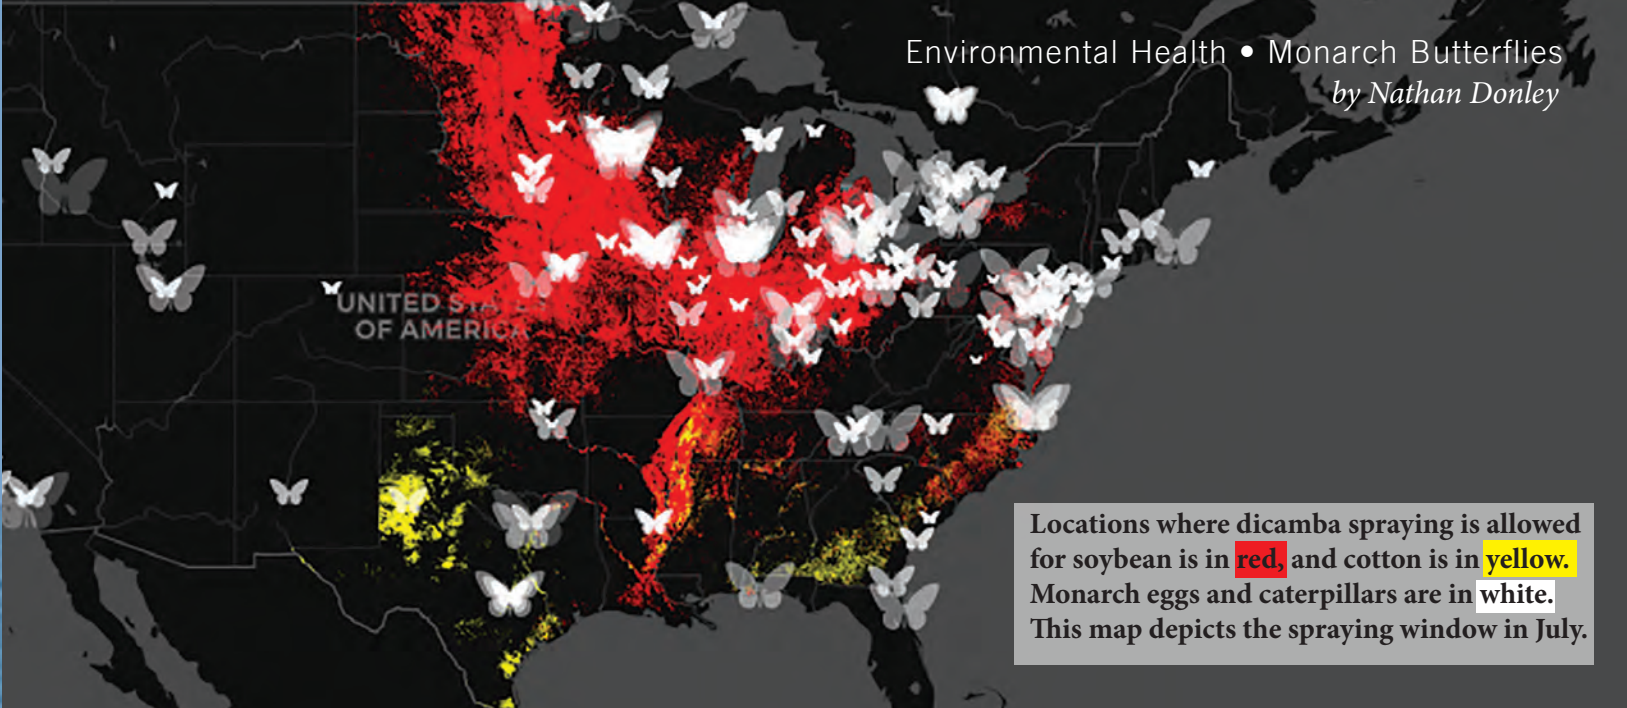 Environmental Health • Monarch Butterflies
by Nathan Donley
UNITED STATES
OF AMERICA
Locations where dicamba spraying is allowed
for soybean is in red, and cotton is in yellow.
Monarch eggs and caterpillars are in white.
This map depicts the spraying window in July.